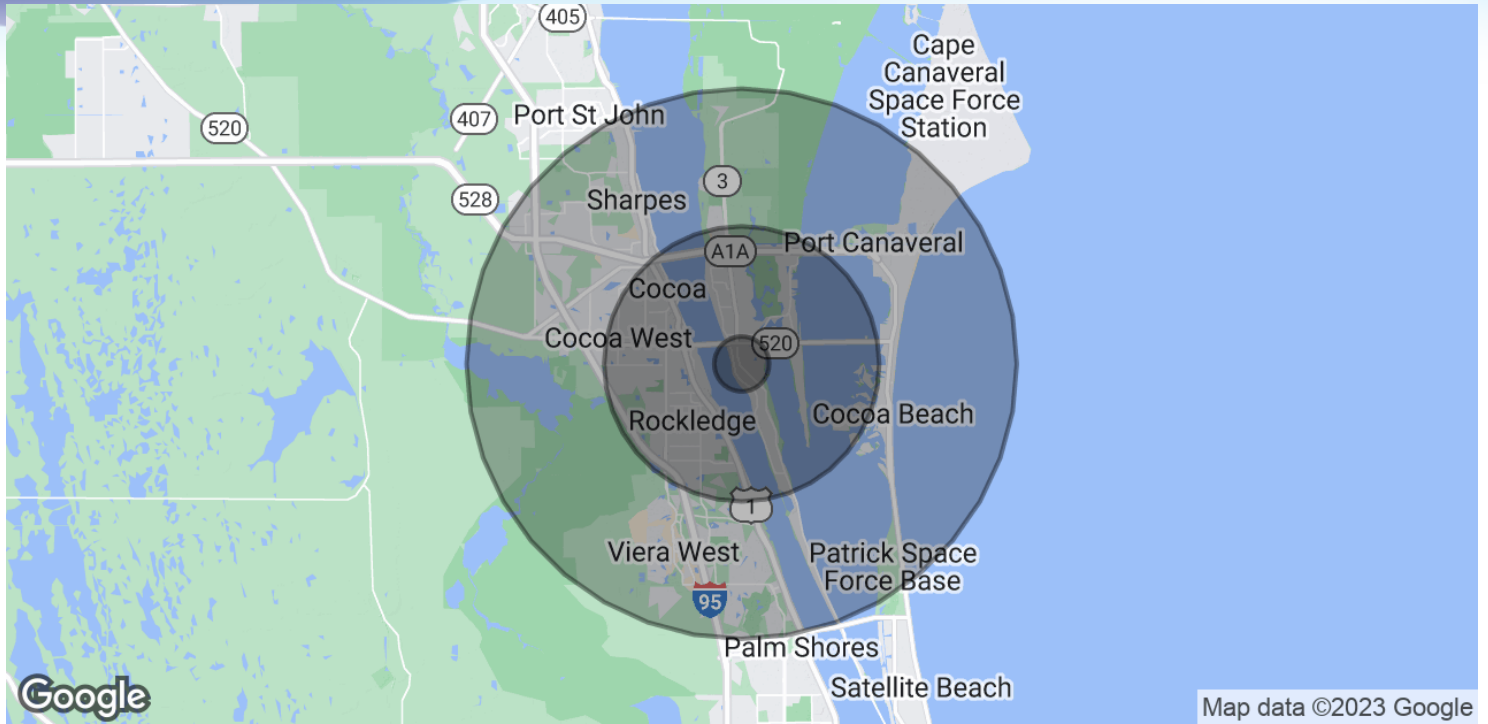 405
Cape
Canaveral
Space Force
Station
407
Port St John
520
3
528
Sharpes
A1A
Port Canaveral
Cocoa
Cocoa West
520
Rockledge
Cocoa Beach
1
Viera West
Patrick Space
Force Base
95
Palm Shores
Satellite Beach
Google
Map data ©2023 Google